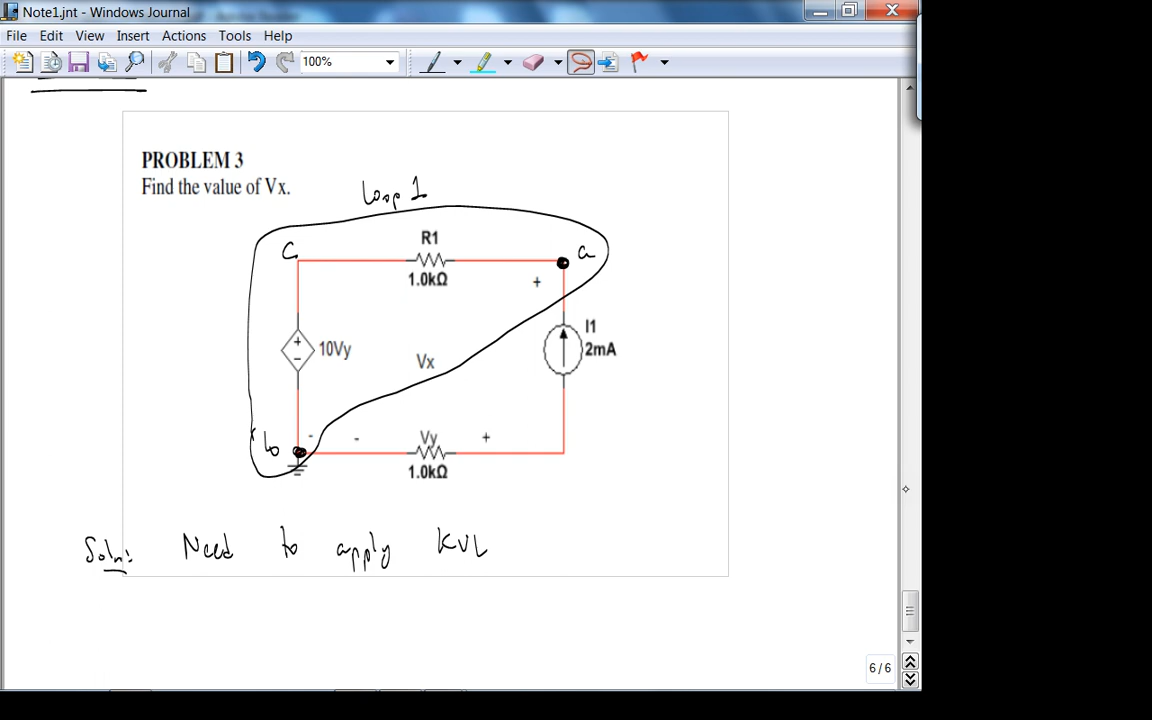 Note1.jnt - Windows Journal
File Edit View Insert Actions Tools Help
100%
PROBLEM 3
Find the value of Vx.
Loop 1
C
R1
a
1.0kΩ
+
I1
+
-
10Vy
2mA
Vx
b
-
-
Vy
+
1.0kΩ
Soln: Need to apply KVL
6 / 6